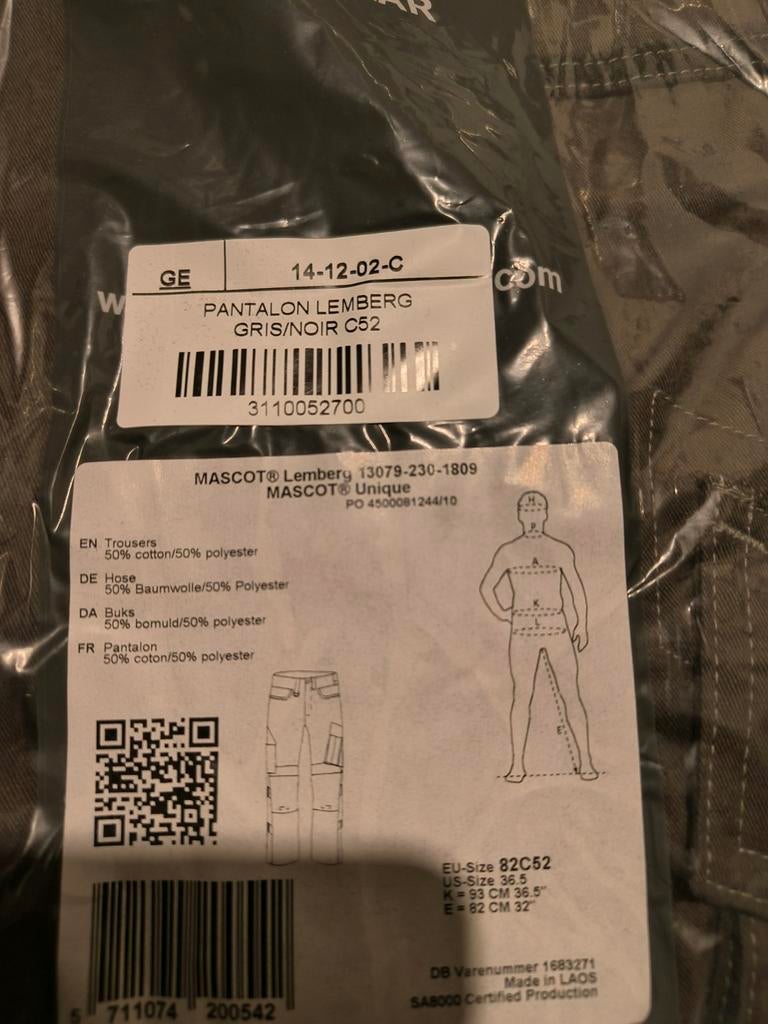 AR
W
com
GE 14-12-02-C
PANTALON LEMBERG
GRIS/NOIR C52
3110052700
MASCOT® Lemberg 13079-230-1809
MASCOT® Unique
PO 4500081244/10
EN Trousers
50% cotton/50% polyester
DE Hose
50% Baumwolle/50% Polyester
DA Buks
50% bomuld/50% polyester
FR Pantalon
50% coton/50% polyester
H
P
A
K
L
E
EU-Size 82C52
US-Size 36.5
K = 93 CM 36.5"
E = 82 CM 32"
DB Varenummer 1683271
Made in LAOS
SA8000 Certified Production
5 711074 200542